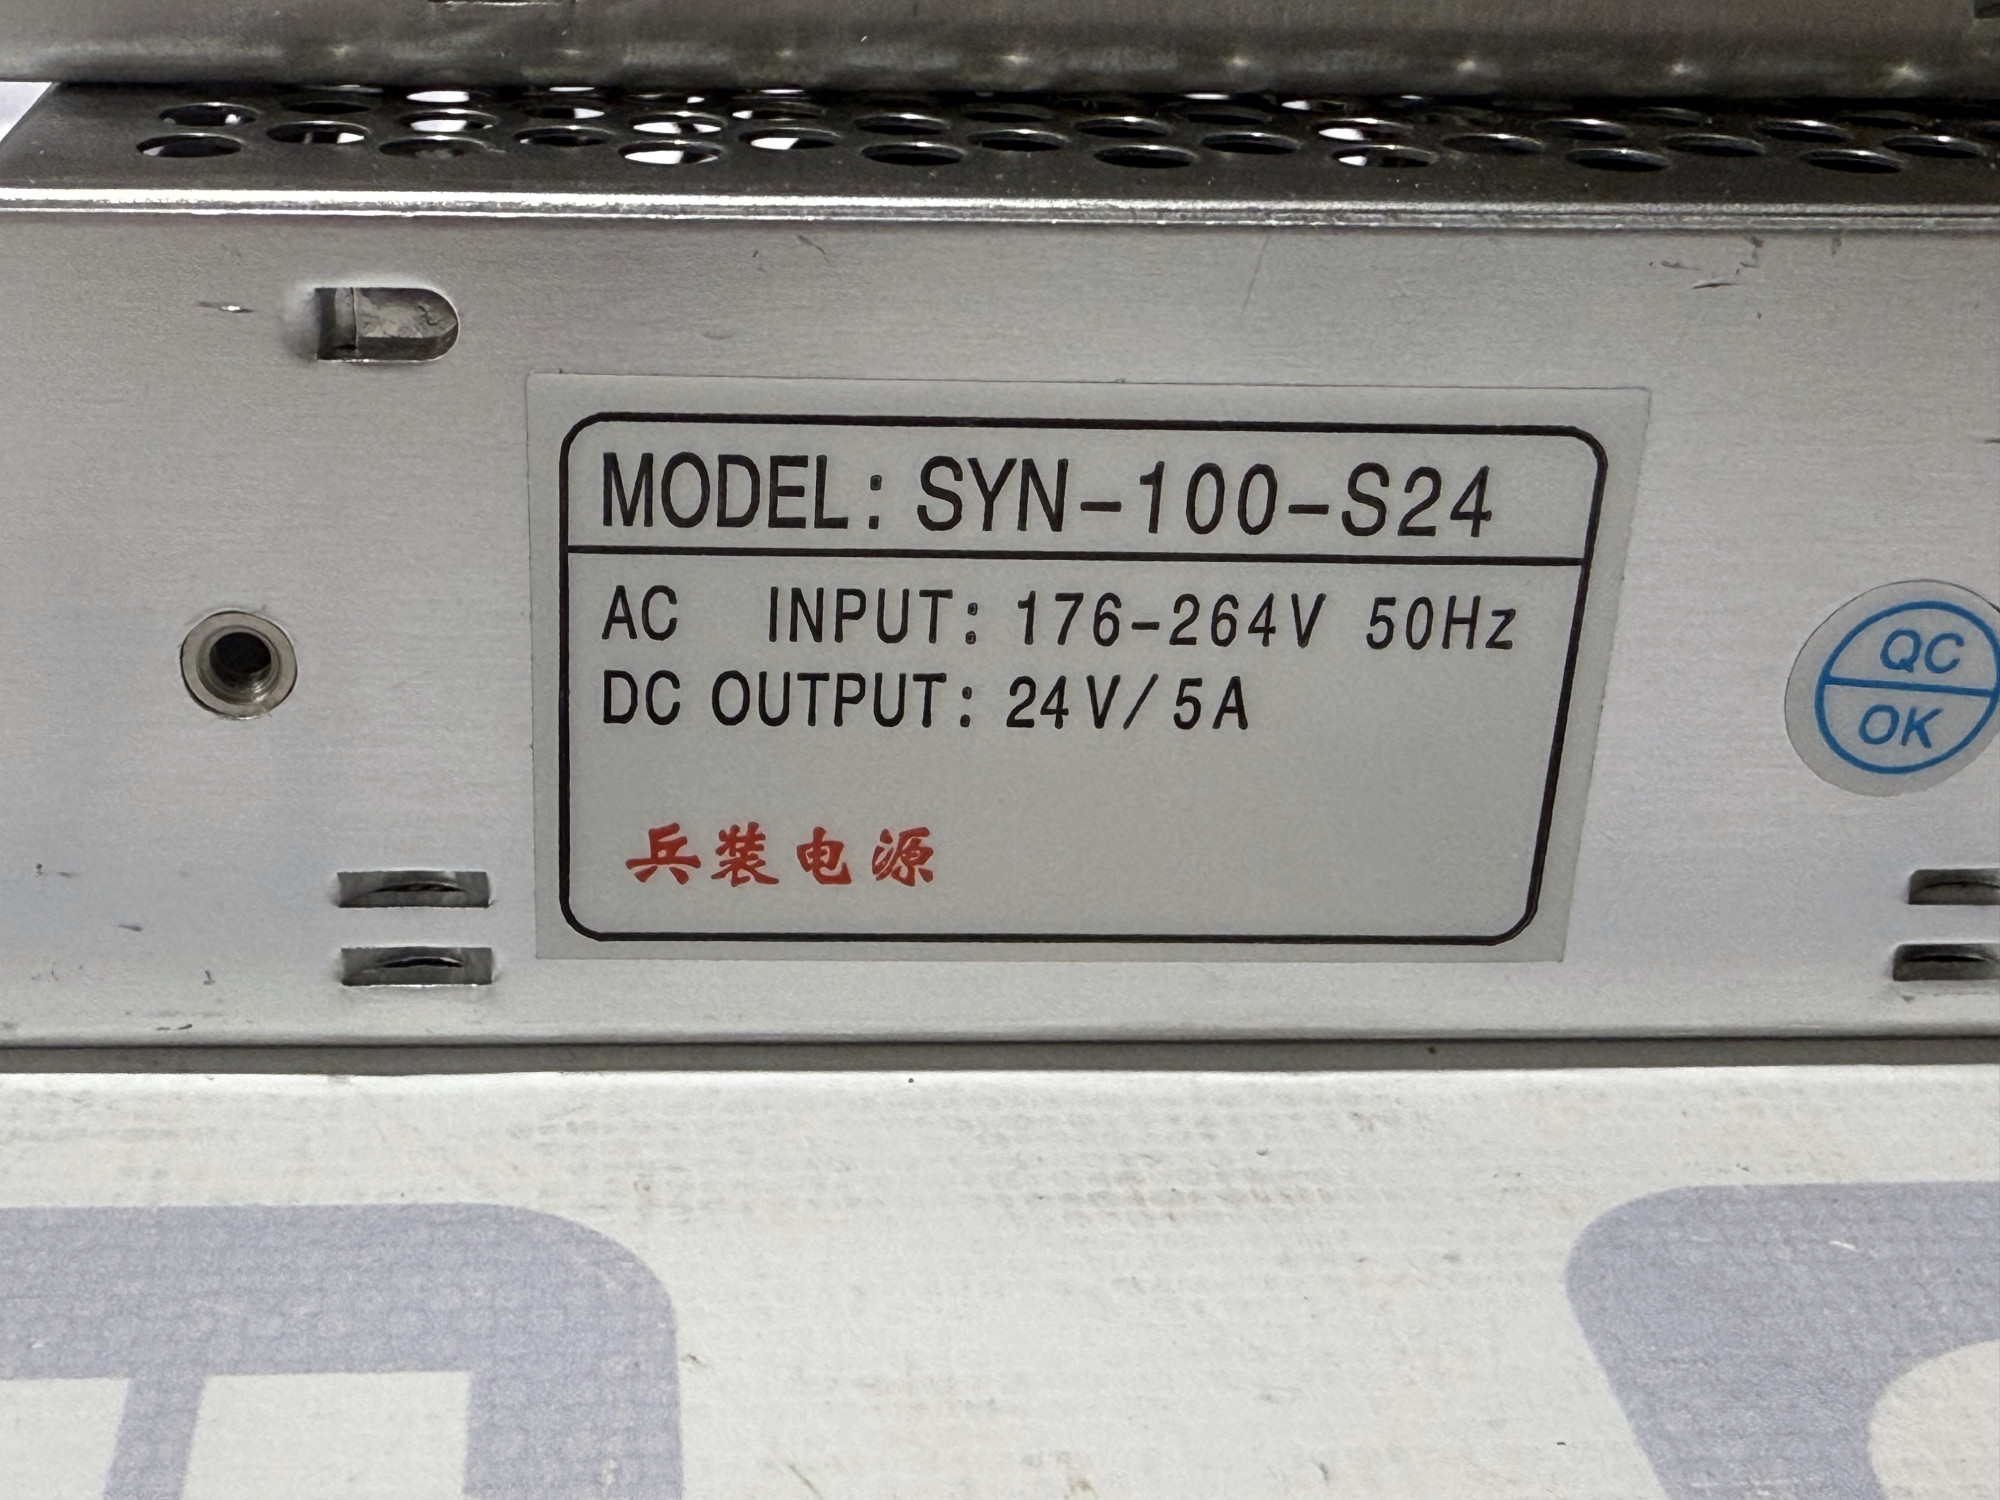 MODEL: SYN-100-S24
AC INPUT: 176-264V 50Hz
DC OUTPUT: 24V/5A
兵装电源
QC
OK